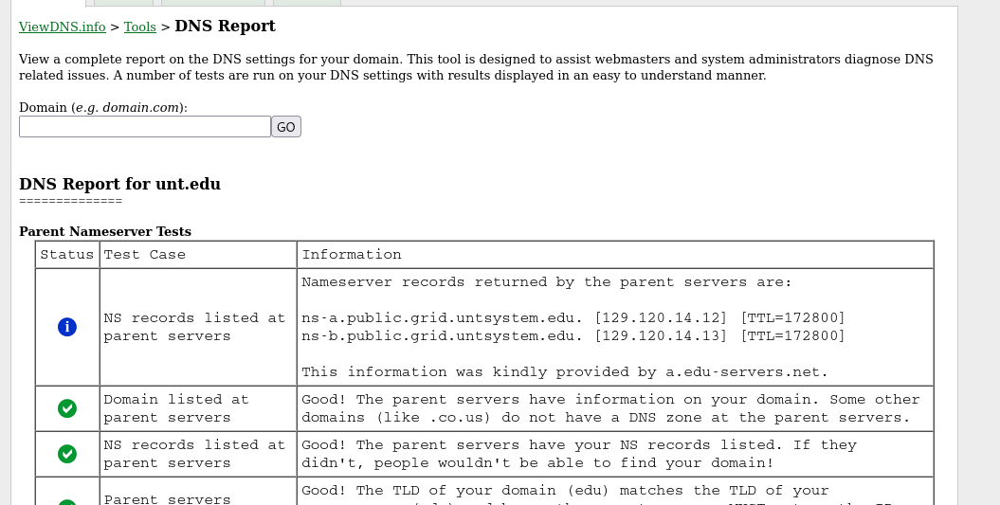 ViewDNS.info > Tools > DNS Report
View a complete report on the DNS settings for your domain. This tool is designed to assist webmasters and system administrators diagnose DNS
related issues. A number of tests are run on your DNS settings with results displayed in an easy to understand manner.
Domain (e.g. domain.com):
GO
DNS Report for unt.edu
==============
Parent Nameserver Tests
Status Test Case Information
NS records listed at
parent servers
Nameserver records returned by the parent servers are:
ns-a.public.grid.untsystem.edu. [129.120.14.12] [TTL=172800]
ns-b.public.grid.untsystem.edu. [129.120.14.13] [TTL=172800]
This information was kindly provided by a.edu-servers.net.
Domain listed at
parent servers
Good! The parent servers have information on your domain. Some other
domains (like .co.us) do not have a DNS zone at the parent servers.
NS records listed at
parent servers
Good! The parent servers have your NS records listed. If they
didn't, people wouldn't be able to find your domain!
Parent servers
Good! The TLD of your domain (edu) matches the TLD of your